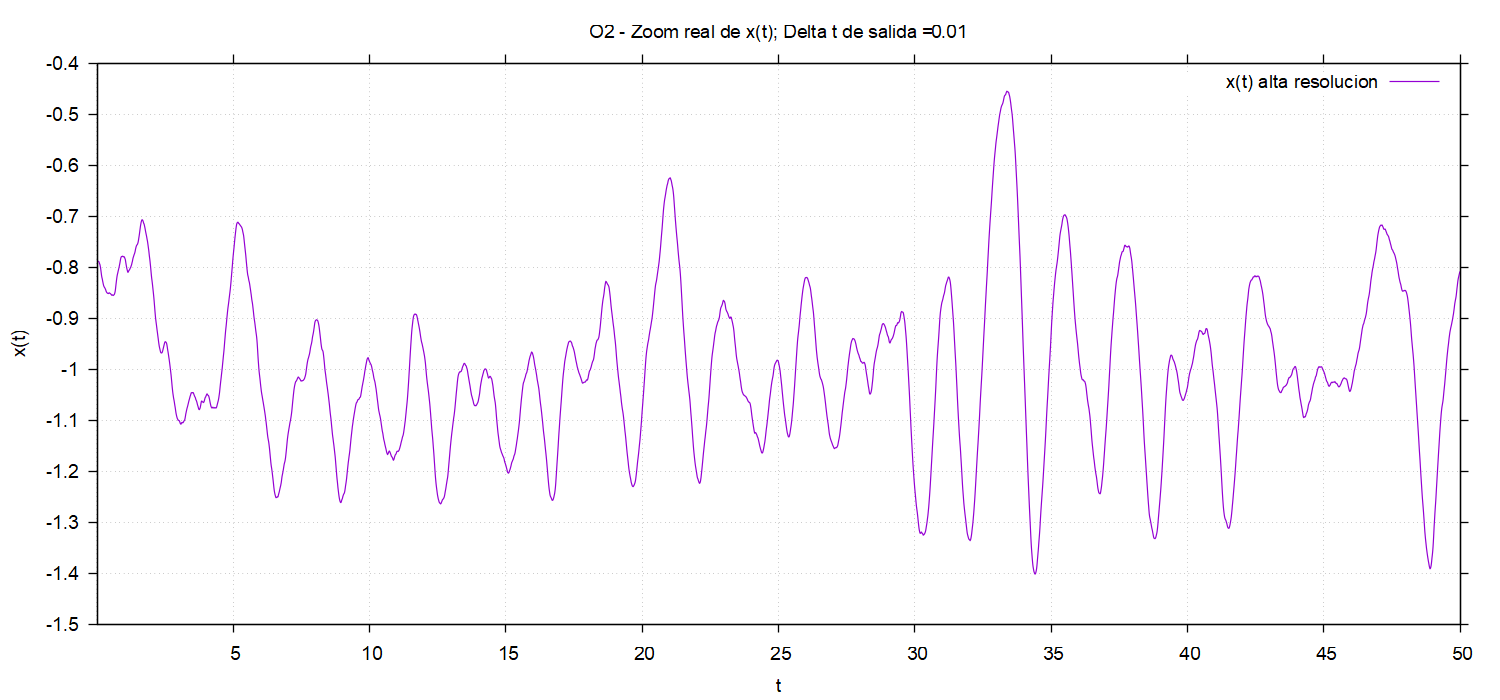 O2 - Zoom real de x(t); Delta t de salida =0.01
x(t) alta resolucion
x(t)
-0.4
-0.5
-0.6
-0.7
-0.8
-0.9
-1
-1.1
-1.2
-1.3
-1.4
-1.5
5 10 15 20 25 30 35 40 45 50
t